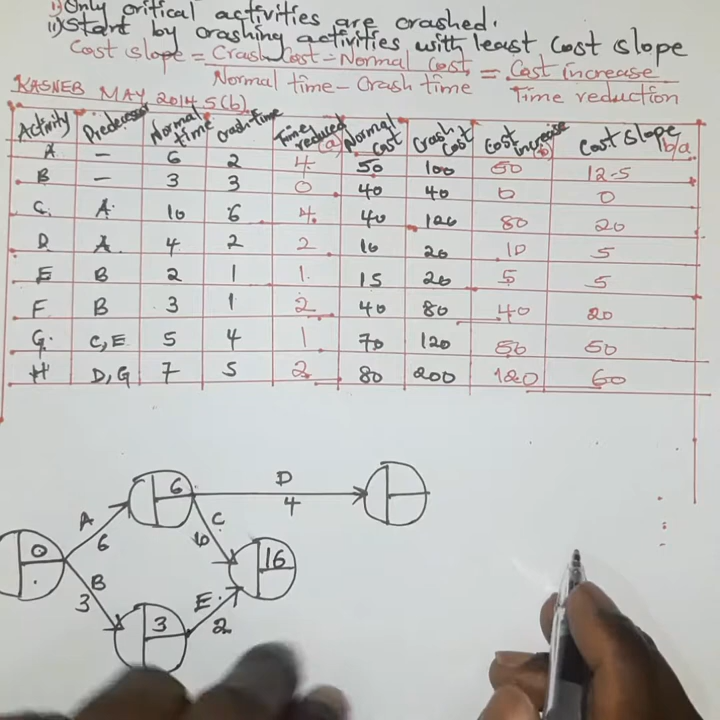 i) Only critical activities are crashed.
ii) Start by crashing activities with least cost slope
Cost slope = Crash Cost - Normal Cost = Cost increase
Normal time - Crash time Time reduction
KASNEB MAY 2014 5(b)
Activity Predecessor Normal time Crash time Time reduced (a) Normal cost Crash cost Cost increase (b) Cost slope b/a
A - 6 2 4 50 100 50 12.5
B - 3 3 0 40 40 0 0
C. A. 10 6 4 40 120 80 20
D A 4 2 2 10 20 10 5
E B 2 1 1 15 20 5 5
F B 3 1 2 40 80 40 20
G. C, E 5 4 1 70 120 50 50
H D, G 7 5 2 80 200 120 60
D
6
4
A
C
6
10
0
16
B
E
3
3
2